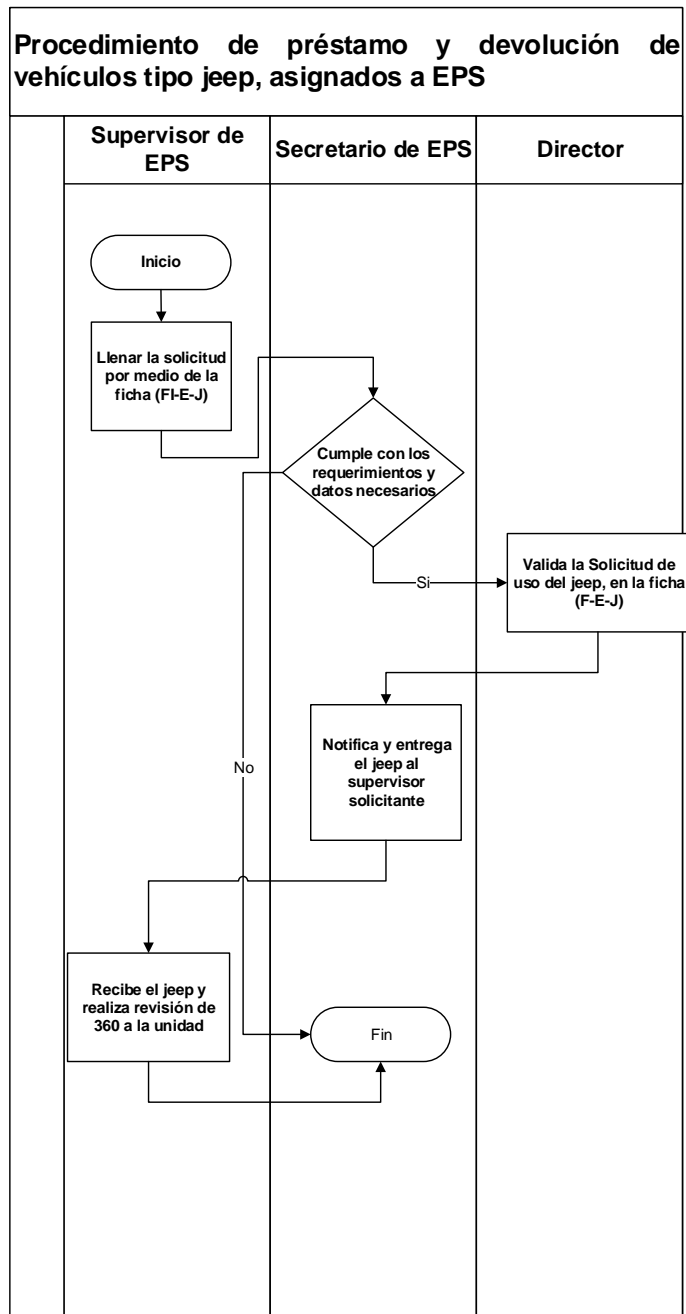 Procedimiento de préstamo y devolución de
vehículos tipo jeep, asignados a EPS
Supervisor de
EPS
Secretario de EPS
Director
Inicio
Llenar la solicitud
por medio de la
ficha (FI-E-J)
Cumple con los
requerimientos y
datos necesarios
Si
Valida la Solicitud de
uso del jeep, en la ficha
(F-E-J)
Notifica y entrega
el jeep al
supervisor
solicitante
No
Recibe el jeep y
realiza revisión de
360 a la unidad
Fin